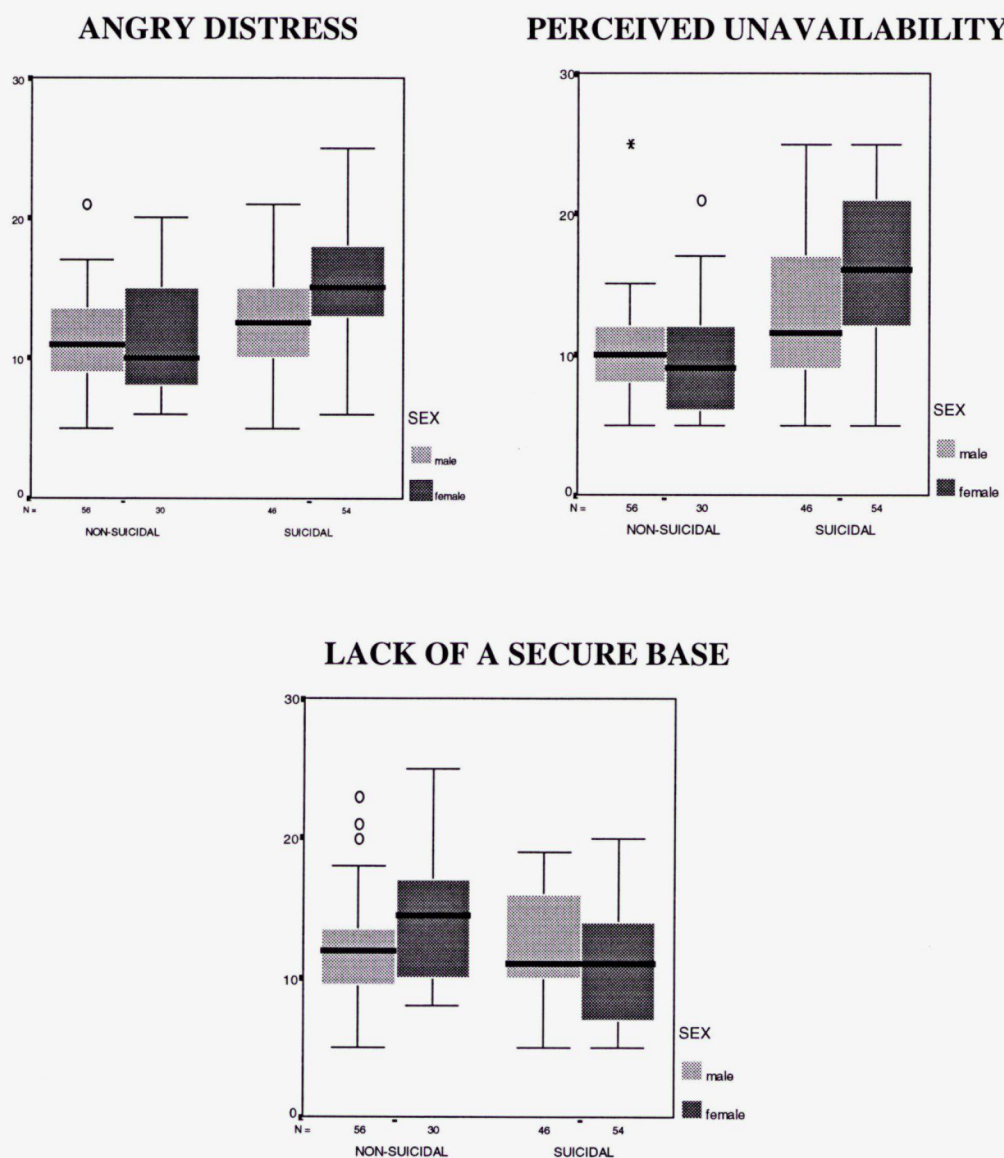 ANGRY DISTRESS
30
20
10
0
N = 56 30 46 54
NON-SUICIDAL SUICIDAL
SEX
male
female
PERCEIVED UNAVAILABILITY
30
20
10
0
N = 56 30 46 54
NON-SUICIDAL SUICIDAL
SEX
male
female
LACK OF A SECURE BASE
30
20
10
0
N = 56 30 46 54
NON-SUICIDAL SUICIDAL
SEX
male
female